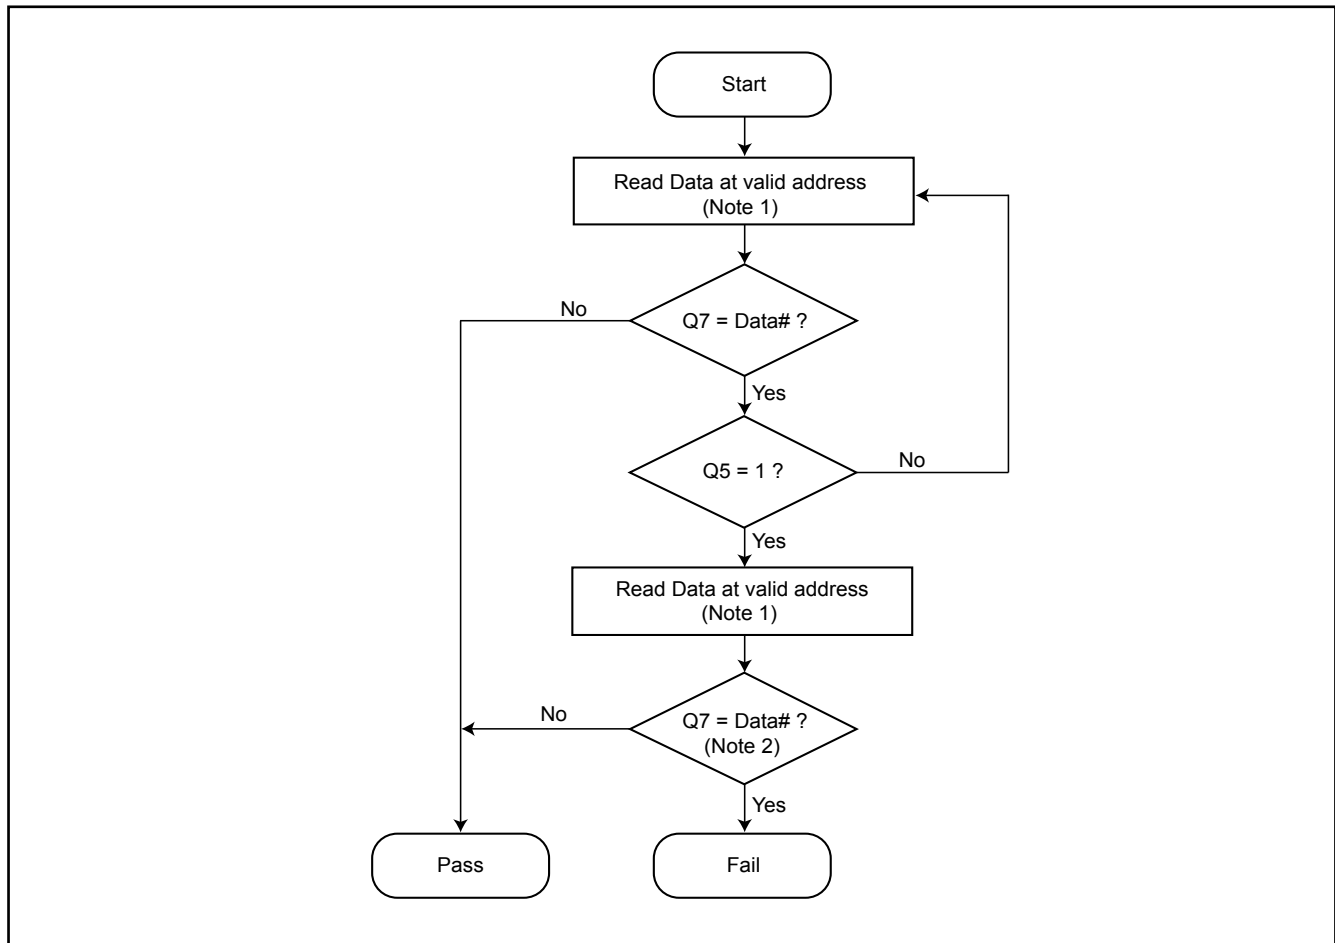 Start
Read Data at valid address
(Note 1)
Q7 = Data# ?
No
Yes
Q5 = 1 ?
No
Yes
Read Data at valid address
(Note 1)
Q7 = Data# ?
(Note 2)
No
Yes
Pass
Fail